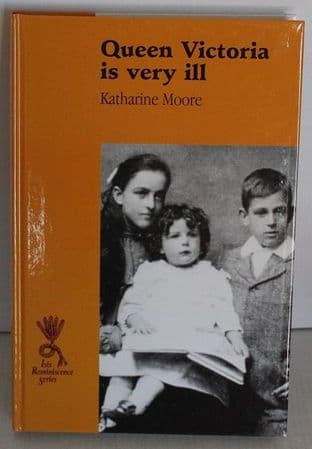 Queen Victoria
is very ill
Katharine Moore
Isis
Reminiscence
series